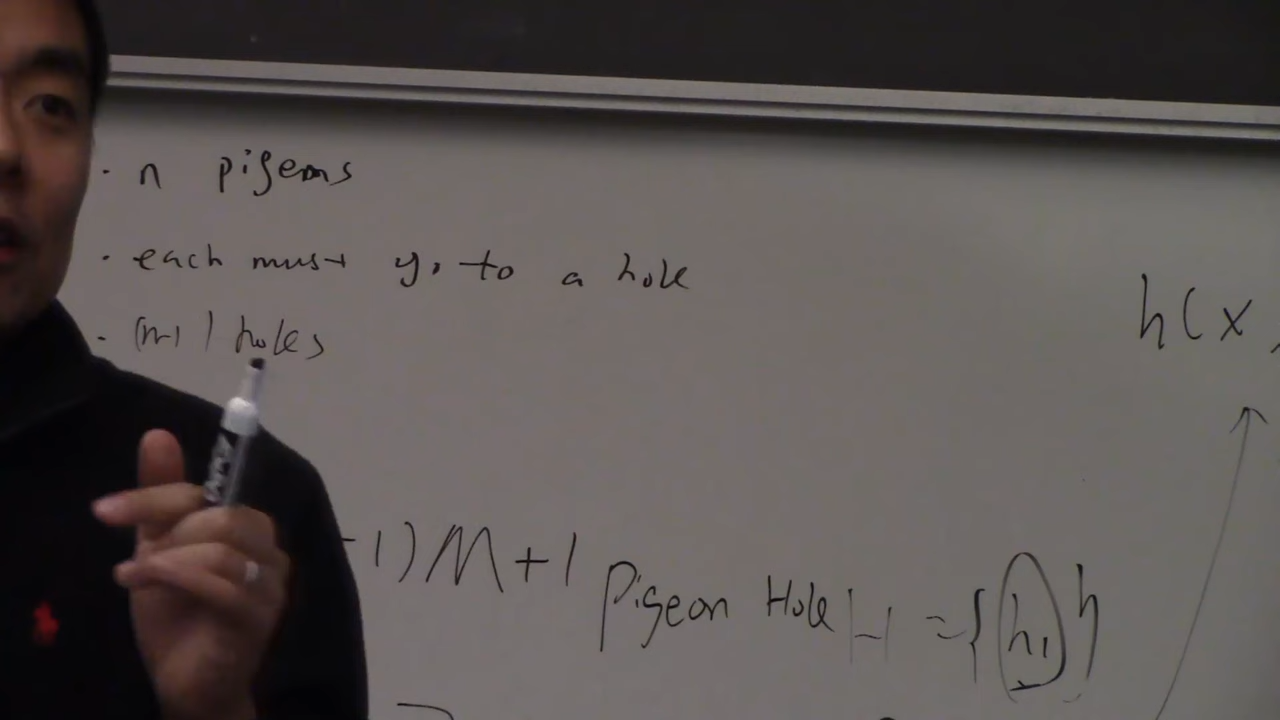 · n pigeons
· each must go to a hole
· (n-1) holes
h(x
-1)M+1
Pigeon Hole H = {h1}